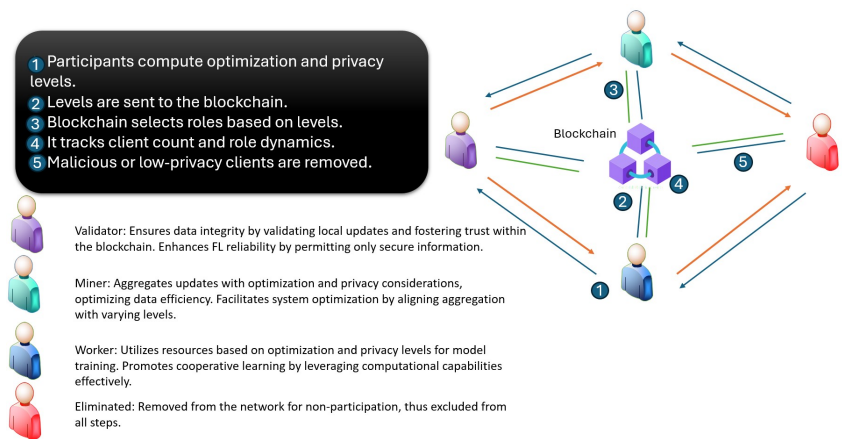 1 Participants compute optimization and privacy
levels.
2 Levels are sent to the blockchain.
3 Blockchain selects roles based on levels.
4 It tracks client count and role dynamics.
5 Malicious or low-privacy clients are removed.
3
Blockchain
5
4
2
1
Validator: Ensures data integrity by validating local updates and fostering trust within
the blockchain. Enhances FL reliability by permitting only secure information.
Miner: Aggregates updates with optimization and privacy considerations,
optimizing data efficiency. Facilitates system optimization by aligning aggregation
with varying levels.
Worker: Utilizes resources based on optimization and privacy levels for model
training. Promotes cooperative learning by leveraging computational capabilities
effectively.
Eliminated: Removed from the network for non-participation, thus excluded from
all steps.